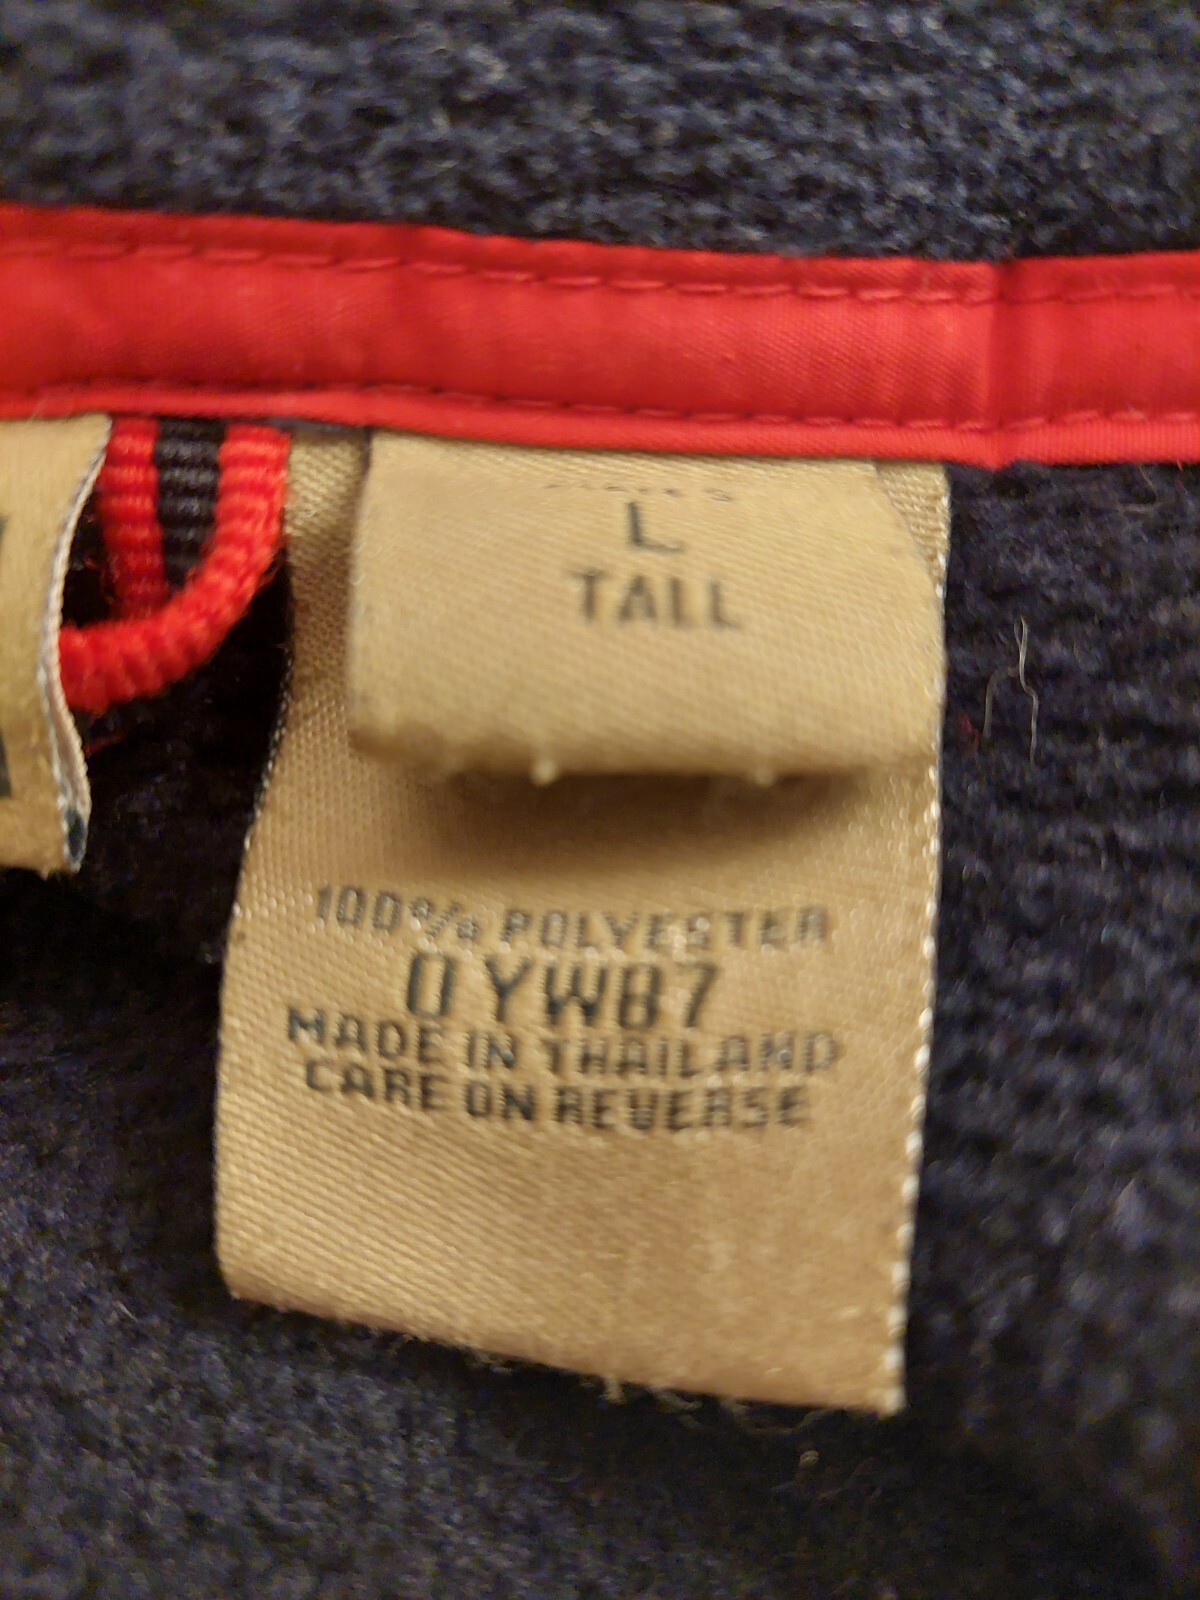 L
TALL
100% POLYESTER
0YW87
MADE IN THAILAND
CARE ON REVERSE